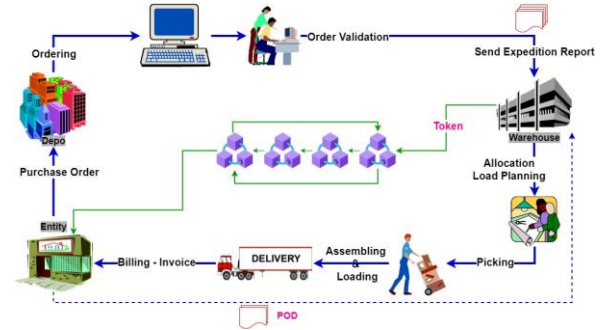 Ordering
Order Validation
Send Expedition Report
Depo
Token
Warehouse
Purchase Order
Allocation
Load Planning
Entity
Billing - Invoice
DELIVERY
Assembling
&
Loading
Picking
POD